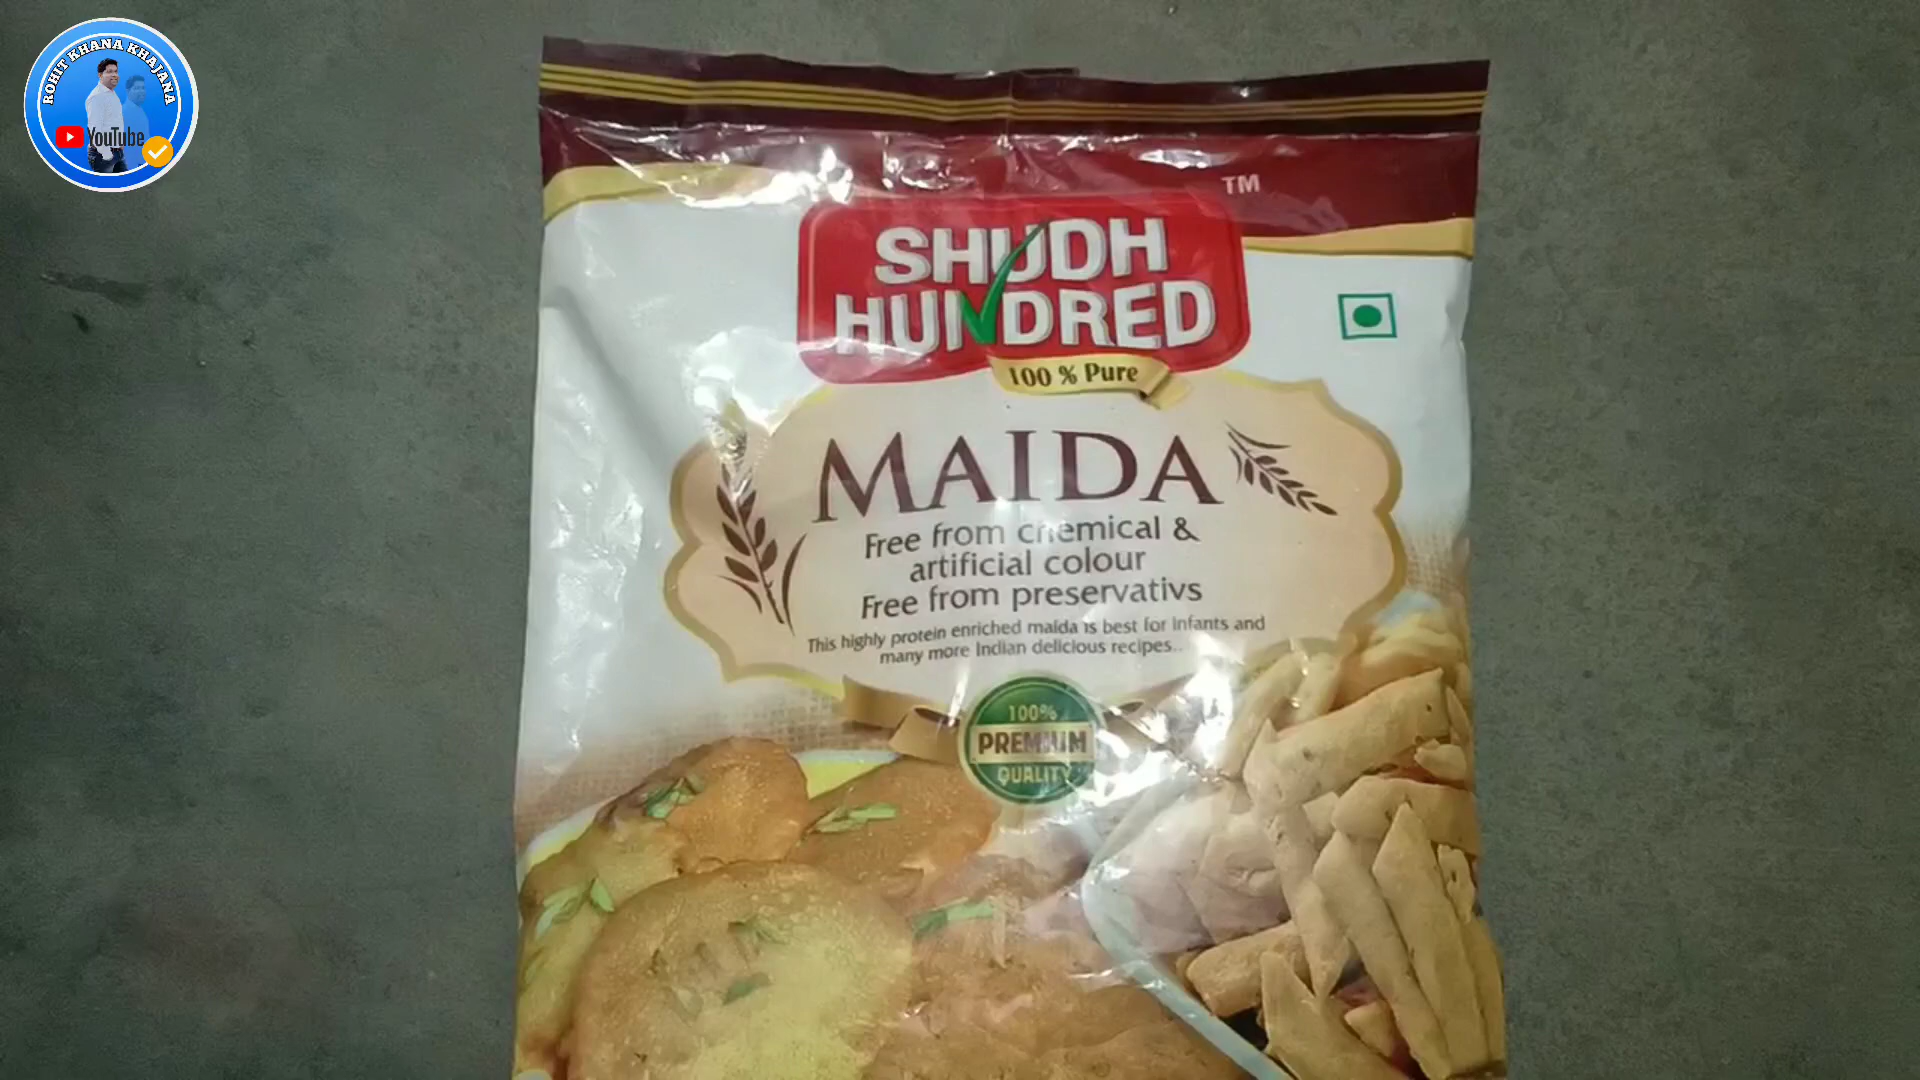 ROHIT KHANA KHAJANA
YouTube
TM
SHUDH
HUNDRED
100 % Pure
MAIDA
Free from chemical &
artificial colour
Free from preservativs
This highly protein enriched maida is best for infants and
many more Indian delicious recipes..
100%
PREMIUM
QUALITY